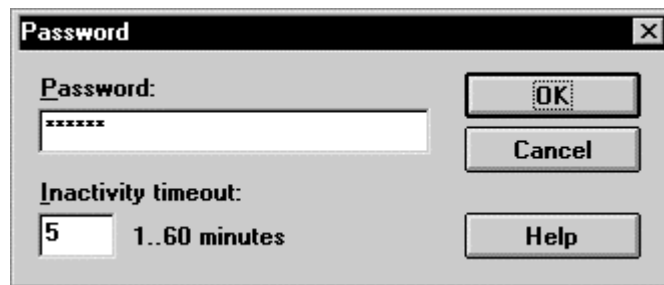 Password
Password:
******
OK
Cancel
Inactivity timeout:
5 1..60 minutes
Help